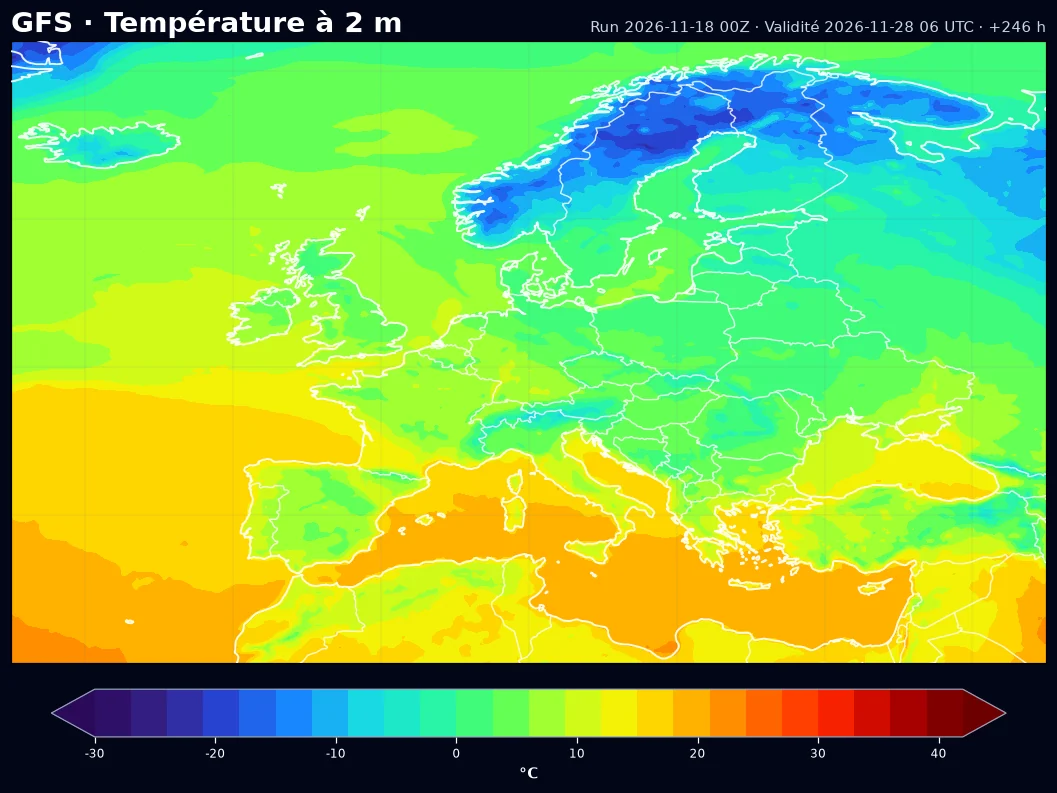 GFS · Température à 2 m
Run 2026-11-18 00Z · Validité 2026-11-28 06 UTC · +246 h
-30 -20 -10 0 10 20 30 40
°C